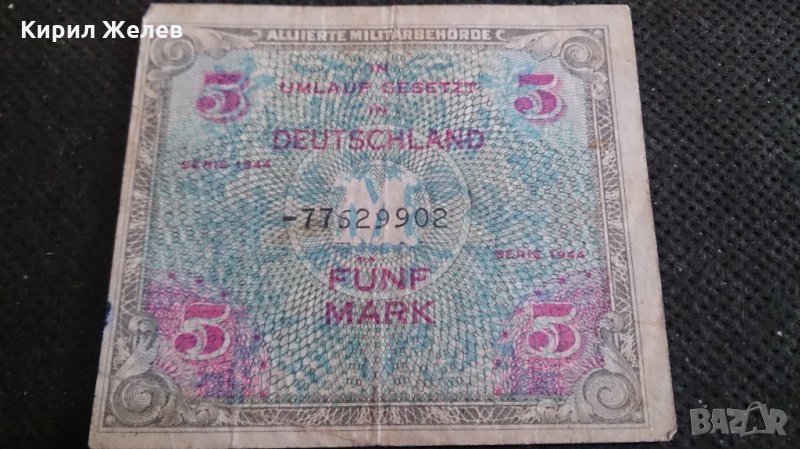 Кирил Желев
ALLIIERTE MILITÄRBEHÖRDE
5 IN 5
UMLAUF GESETZT
IN
DEUTSCHLAND
SERIE 1944
M
-77629902
SERIE 1944
FÜNF
5 MARK 5
BAZAR